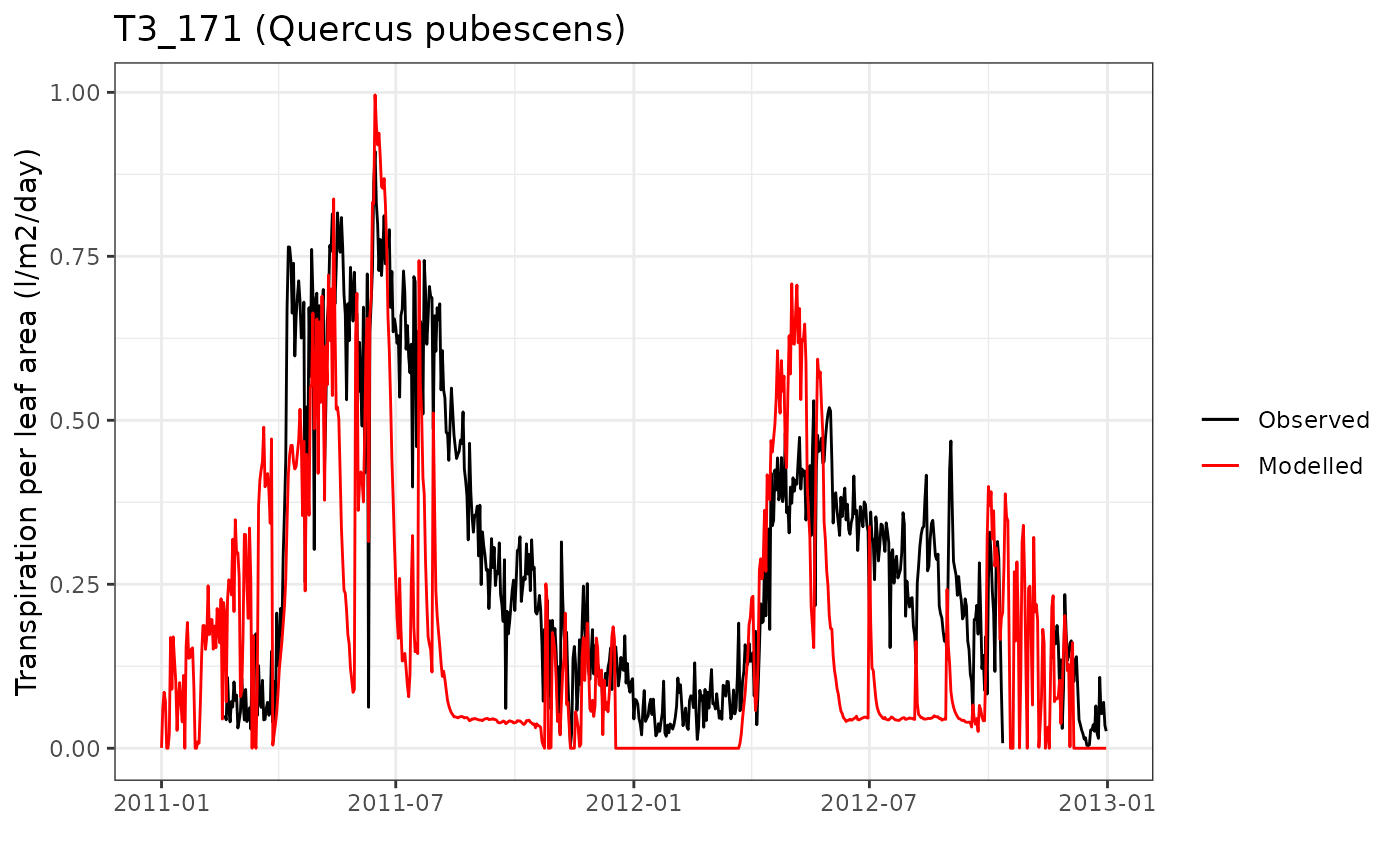 T3_171 (Quercus pubescens)
Transpiration per leaf area (l/m2/day)
1.00
0.75
0.50
0.25
0.00
2011-01
2011-07
2012-01
2012-07
2013-01
Observed
Modelled